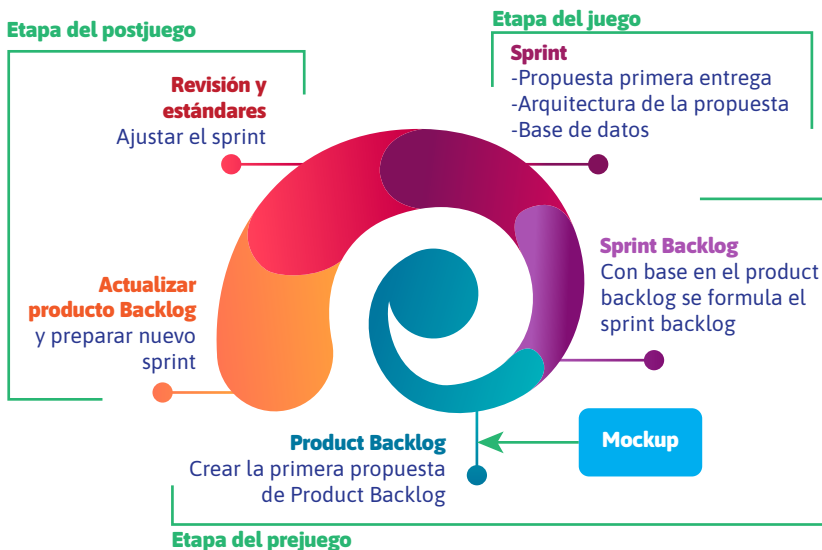 Etapa del postjuego
Revisión y
estándares
Ajustar el sprint
Actualizar
producto Backlog
y preparar nuevo
sprint
Etapa del juego
Sprint
-Propuesta primera entrega
-Arquitectura de la propuesta
-Base de datos
Sprint Backlog
Con base en el product
backlog se formula el
sprint backlog
Product Backlog
Crear la primera propuesta
de Product Backlog
Mockup
Etapa del prejuego